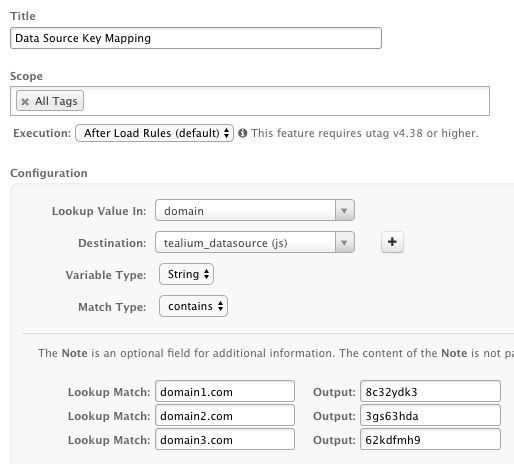 Title
Data Source Key Mapping
Scope
× All Tags
Execution: After Load Rules (default) This feature requires utag v4.38 or higher.
Configuration
Lookup Value In: domain
Destination: tealium_datasource (js)
Variable Type: String
Match Type: contains
The Note is an optional field for additional information. The content of the Note is not
Lookup Match: domain1.com Output: 8c32ydk3
Lookup Match: domain2.com Output: 3gs63hda
Lookup Match: domain3.com Output: 62kdfmh9